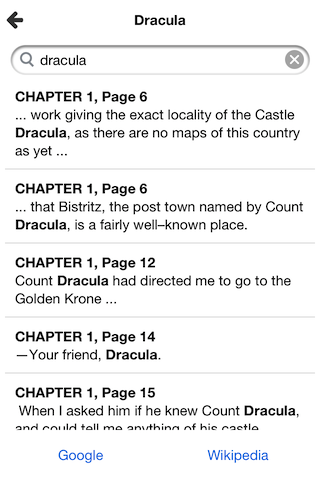 Dracula
dracula
CHAPTER 1, Page 6
... work giving the exact locality of the Castle
Dracula, as there are no maps of this country
as yet ...
CHAPTER 1, Page 6
... that Bistritz, the post town named by Count
Dracula, is a fairly well–known place.
CHAPTER 1, Page 12
Count Dracula had directed me to go to the
Golden Krone ...
CHAPTER 1, Page 14
—Your friend, Dracula.
CHAPTER 1, Page 15
When I asked him if he knew Count Dracula,
and could tell me anything of his castle
Google
Wikipedia